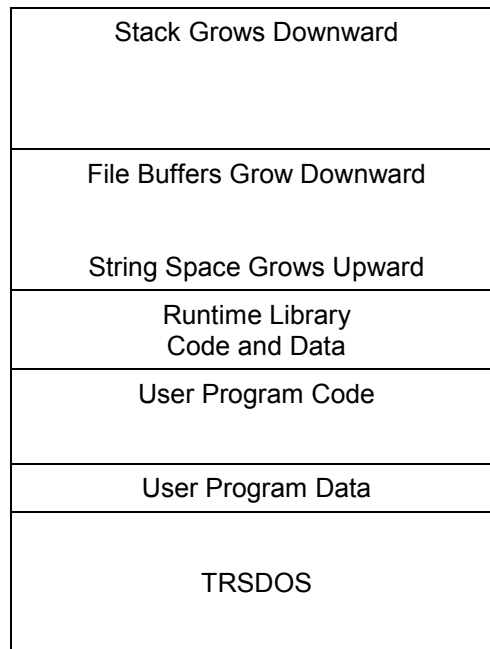 Stack Grows Downward
File Buffers Grow Downward
String Space Grows Upward
Runtime Library
Code and Data
User Program Code
User Program Data
TRSDOS